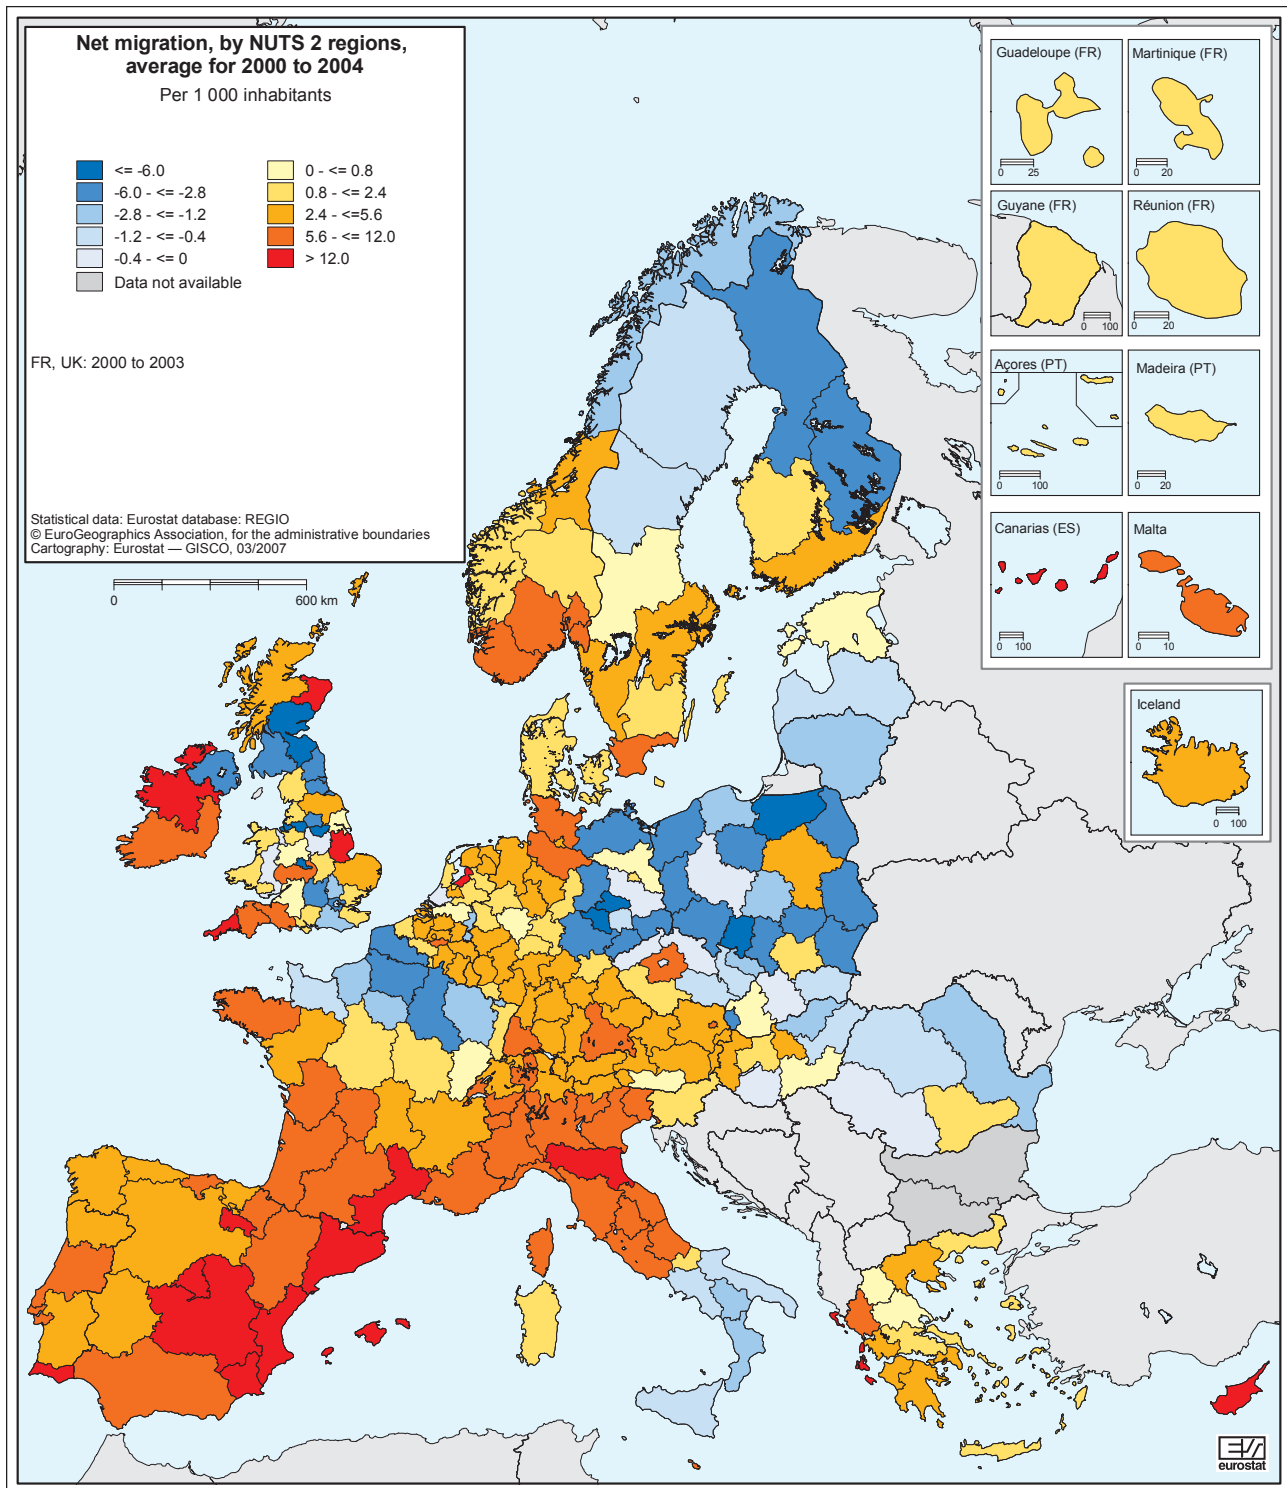 Net migration, by NUTS 2 regions,
average for 2000 to 2004
Per 1 000 inhabitants
<= -6.0
-6.0 - <= -2.8
-2.8 - <= -1.2
-1.2 - <= -0.4
-0.4 - <= 0
Data not available
0 - <= 0.8
0.8 - <= 2.4
2.4 - <=5.6
5.6 - <= 12.0
> 12.0
FR, UK: 2000 to 2003
Statistical data: Eurostat database: REGIO
© EuroGeographics Association, for the administrative boundaries
Cartography: Eurostat — GISCO, 03/2007
0 600 km
Guadeloupe (FR)
0 25
Martinique (FR)
0 20
Guyane (FR)
0 100
Réunion (FR)
0 20
Açores (PT)
0 100
Madeira (PT)
0 20
Canarias (ES)
0 100
Malta
0 10
Iceland
0 100
eurostat